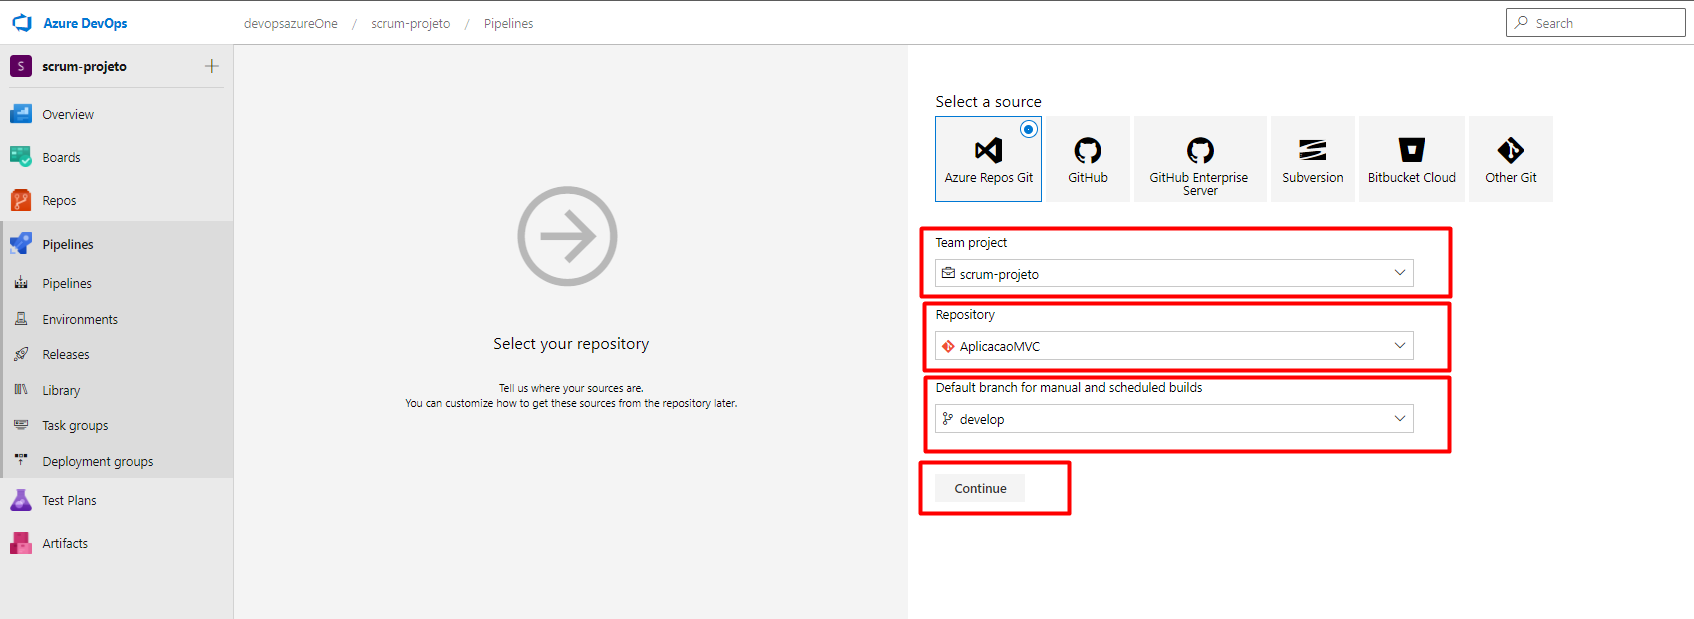 Azure DevOps
devopsazureOne / scrum-projeto / Pipelines
Search
S scrum-projeto
Overview
Boards
Repos
Pipelines
Pipelines
Environments
Releases
Library
Task groups
Deployment groups
Test Plans
Artifacts
Select your repository
Tell us where your sources are.
You can customize how to get these sources from the repository later.
Select a source
Azure Repos Git
GitHub
GitHub Enterprise
Server
Subversion
Bitbucket Cloud
Other Git
Team project
scrum-projeto
Repository
AplicacaoMVC
Default branch for manual and scheduled builds
develop
Continue